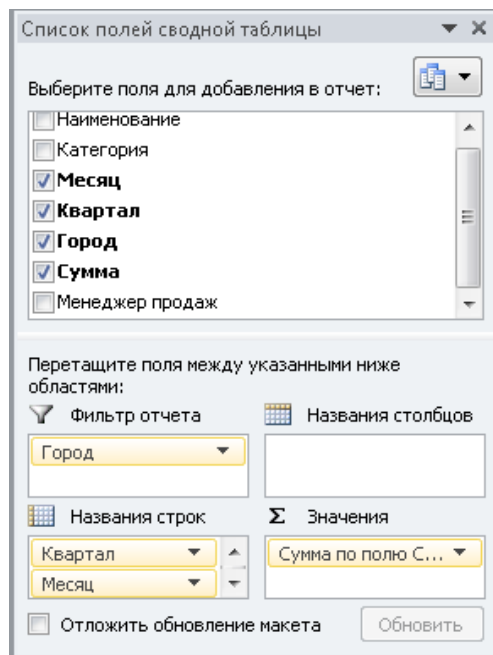 Список полей сводной таблицы
Выберите поля для добавления в отчет:
Наименование
Категория
Месяц
Квартал
Город
Сумма
Менеджер продаж
Перетащите поля между указанными ниже
областями:
Фильтр отчета
Названия столбцов
Город
Названия строк
Σ Значения
Квартал
Сумма по полю С...
Месяц
Отложить обновление макета
Обновить